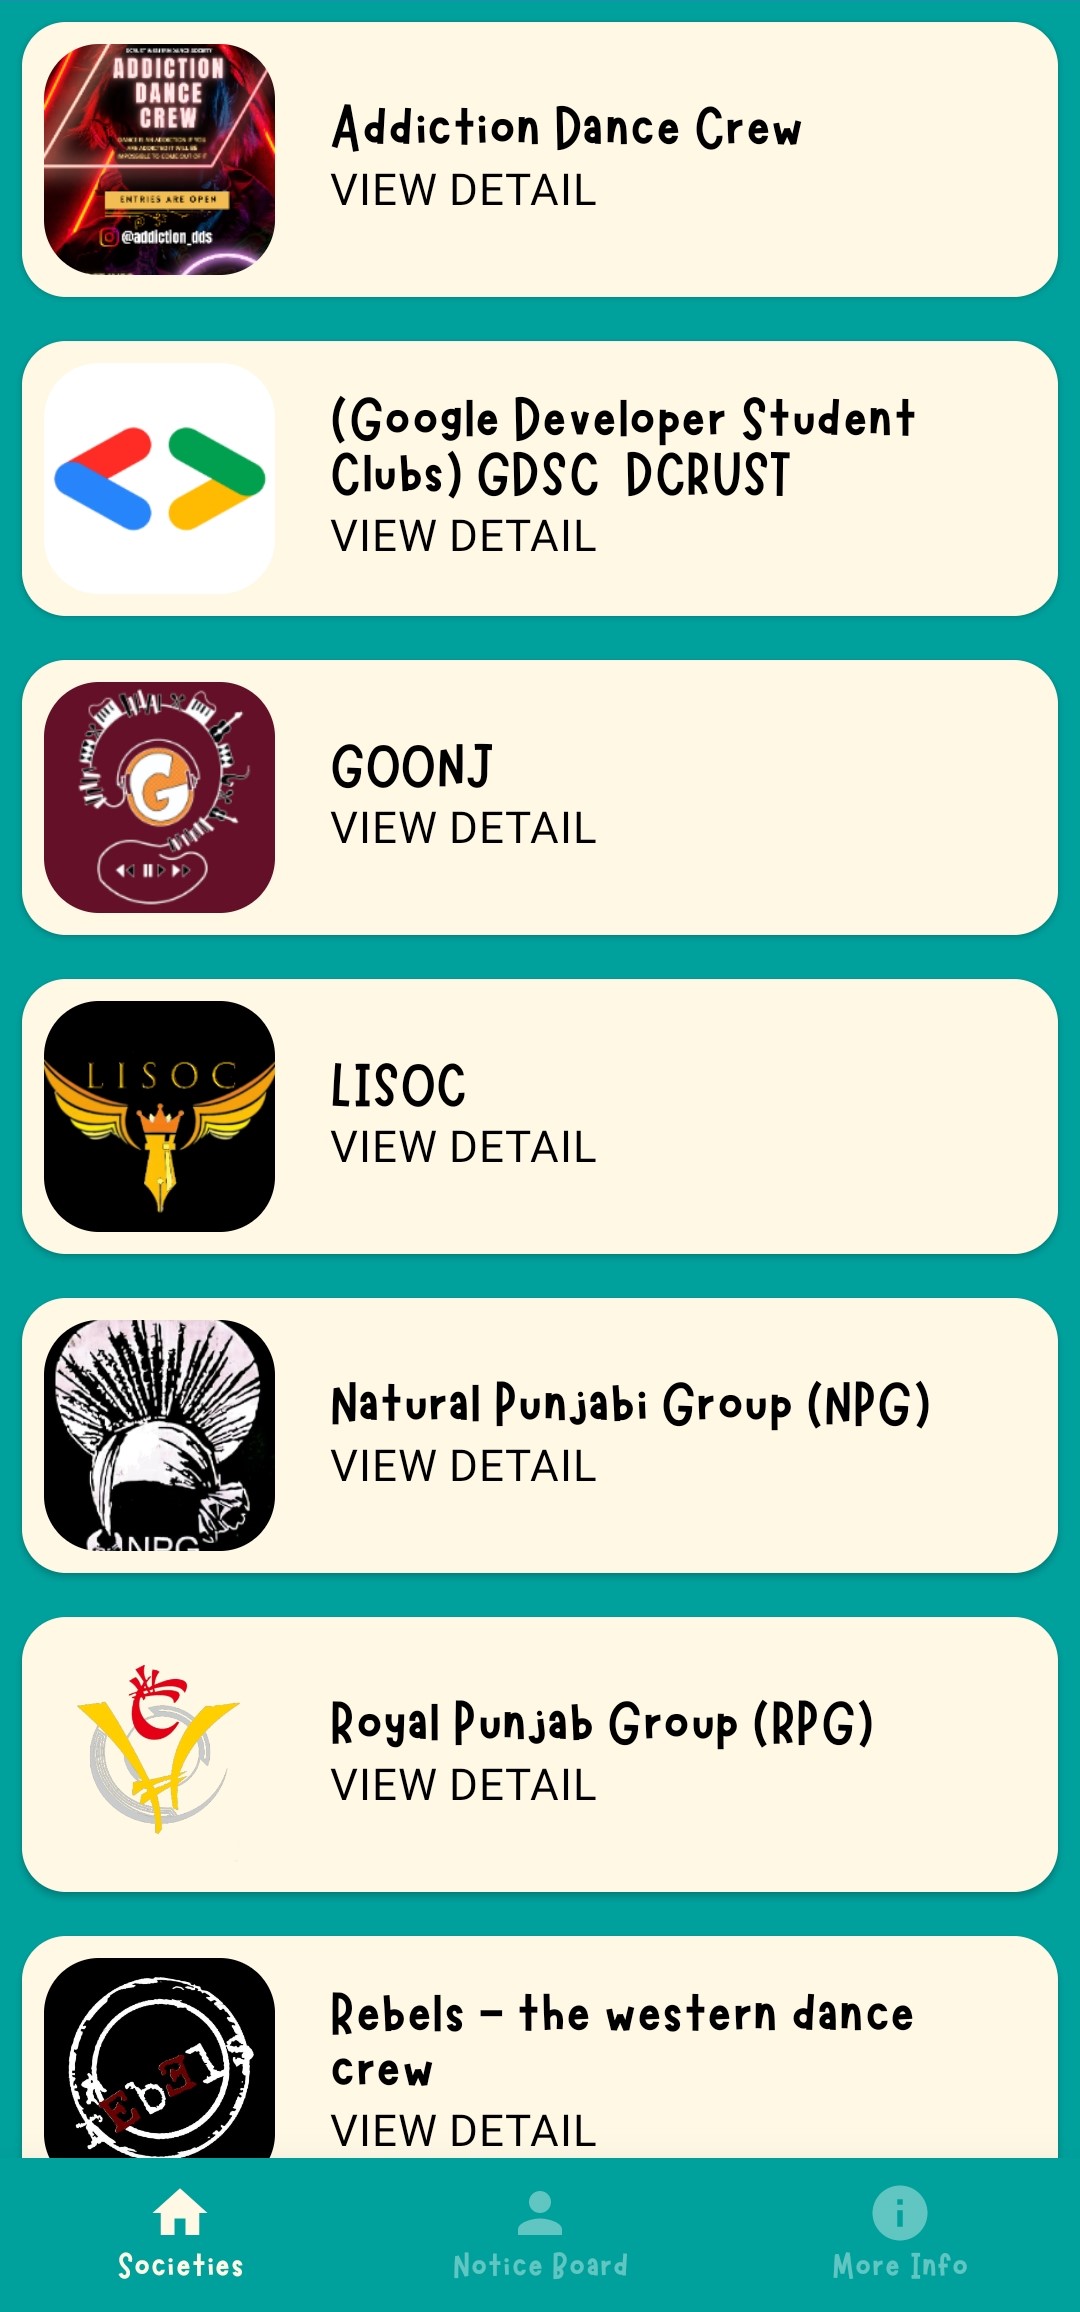 ADDICTION
DANCE
CREW
ENTRIES ARE OPEN
@addiction_dds
Addiction Dance Crew
VIEW DETAIL
(Google Developer Student
Clubs) GDSC DCRUST
VIEW DETAIL
G
GOONJ
VIEW DETAIL
LISOC
LISOC
VIEW DETAIL
NPG
Natural Punjabi Group (NPG)
VIEW DETAIL
Royal Punjab Group (RPG)
VIEW DETAIL
Rebels - the western dance
crew
VIEW DETAIL
Societies
Notice Board
More Info